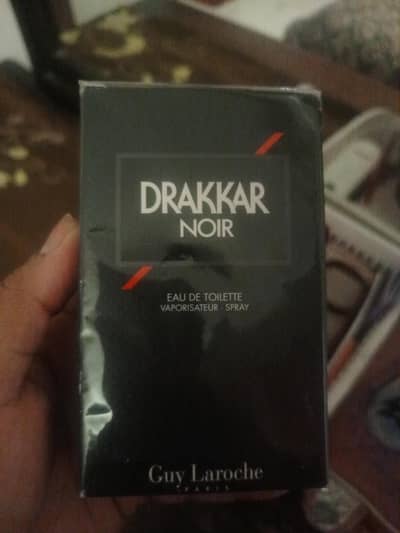 DRAKKAR
NOIR
EAU DE TOILETTE
VAPORISATEUR - SPRAY
Guy Laroche
PARIS